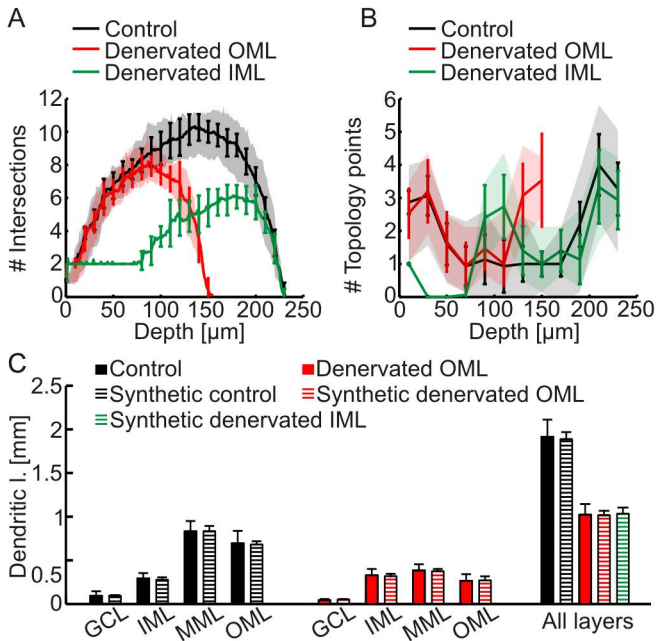 A
Control
Denervated OML
Denervated IML
# Intersections
12
10
8
6
4
2
0
0 50 100 150 200 250
Depth [µm]
B
Control
Denervated OML
Denervated IML
# Topology points
6
5
4
3
2
1
0
0 50 100 150 200 250
Depth [µm]
C
Control
Denervated OML
Synthetic control
Synthetic denervated OML
Synthetic denervated IML
Dendritic l. [mm]
2.5
2
1.5
1
0.5
0
GCL IML MML OML
GCL IML MML OML
All layers